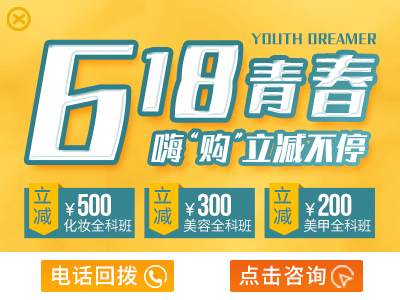 YOUTH DREAMER
618青春
嗨“购”立减不停
立减 ¥500 化妆全科班
立减 ¥300 美容全科班
立减 ¥200 美甲全科班
电话回拨
点击咨询